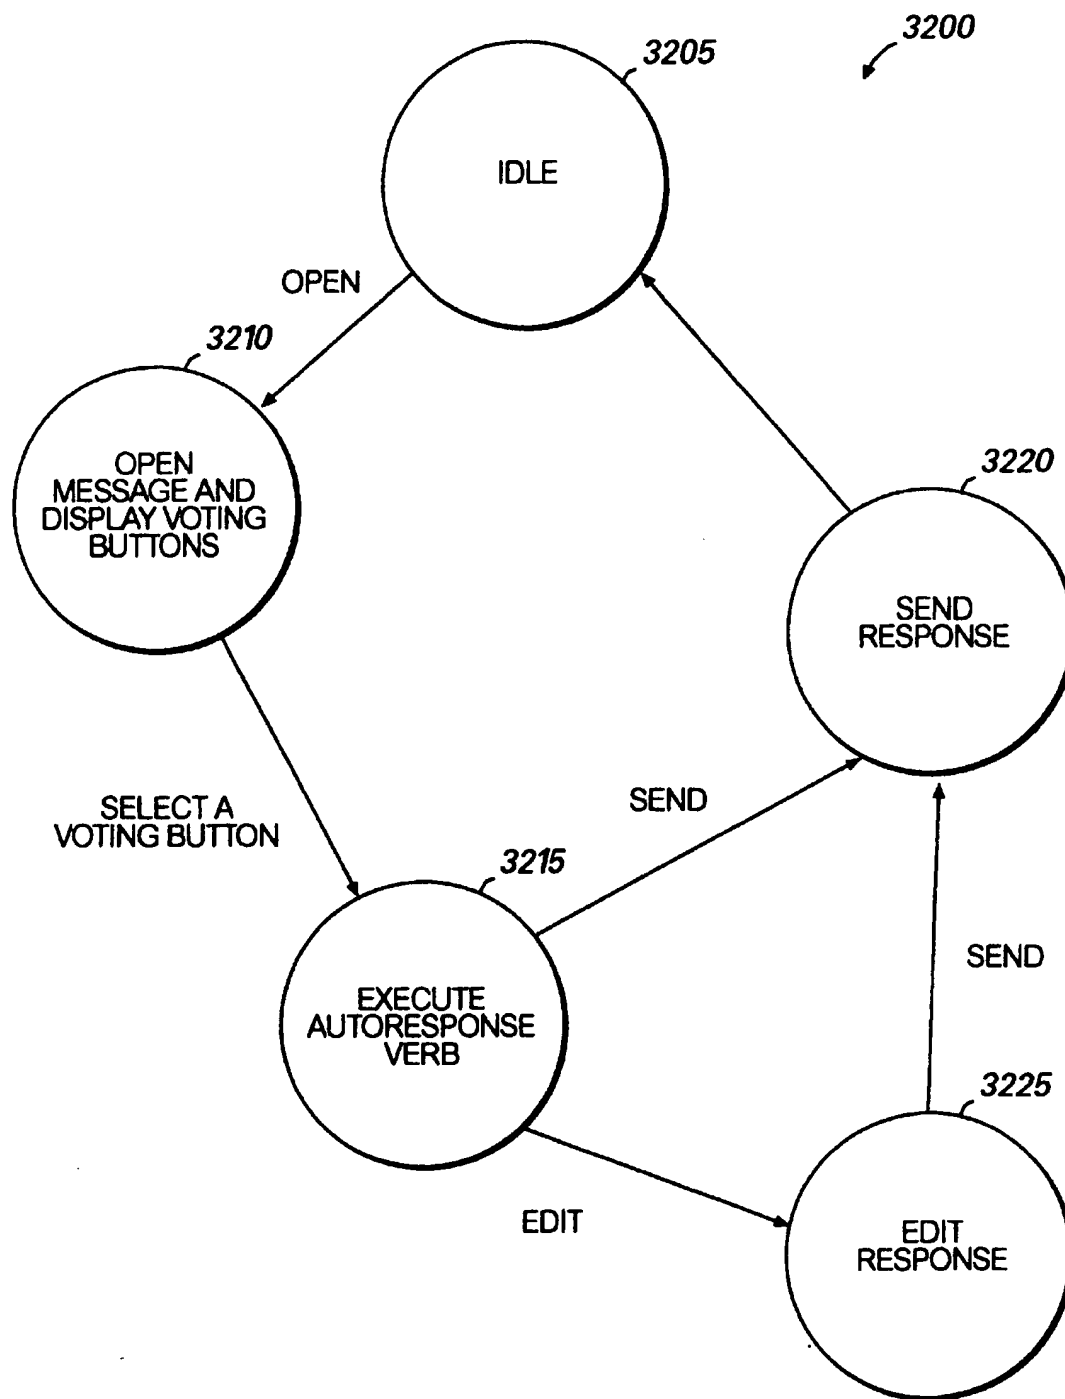 3200
3205
IDLE
OPEN
3210
OPEN
MESSAGE AND
DISPLAY VOTING
BUTTONS
3220
SEND
RESPONSE
SELECT A
VOTING BUTTON
SEND
3215
EXECUTE
AUTORESPONSE
VERB
SEND
3225
EDIT
EDIT
RESPONSE